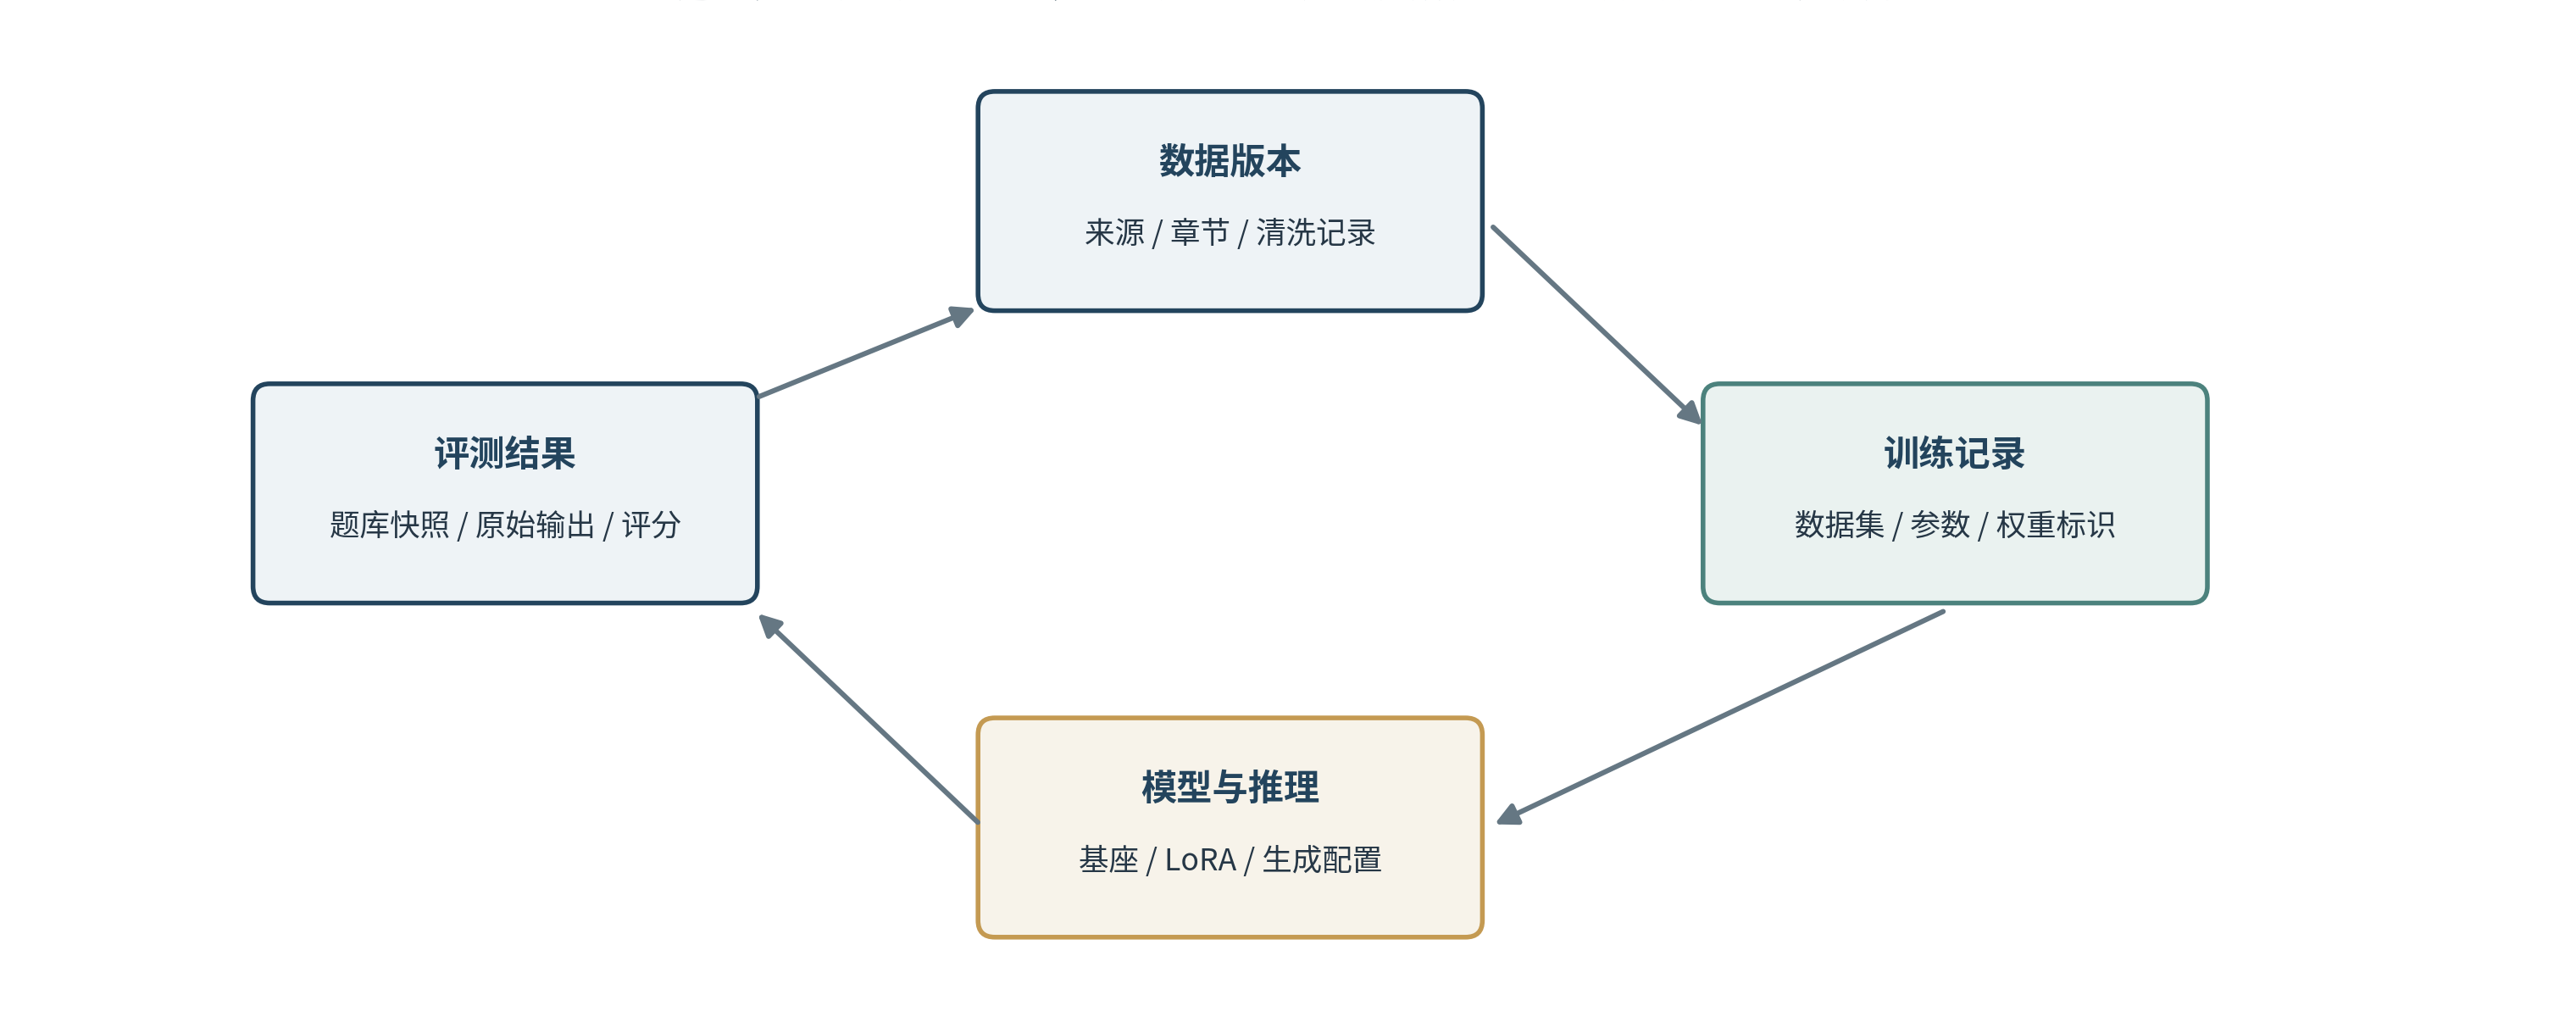 数据版本
来源 / 章节 / 清洗记录
评测结果
题库快照 / 原始输出 / 评分
训练记录
数据集 / 参数 / 权重标识
模型与推理
基座 / LoRA / 生成配置